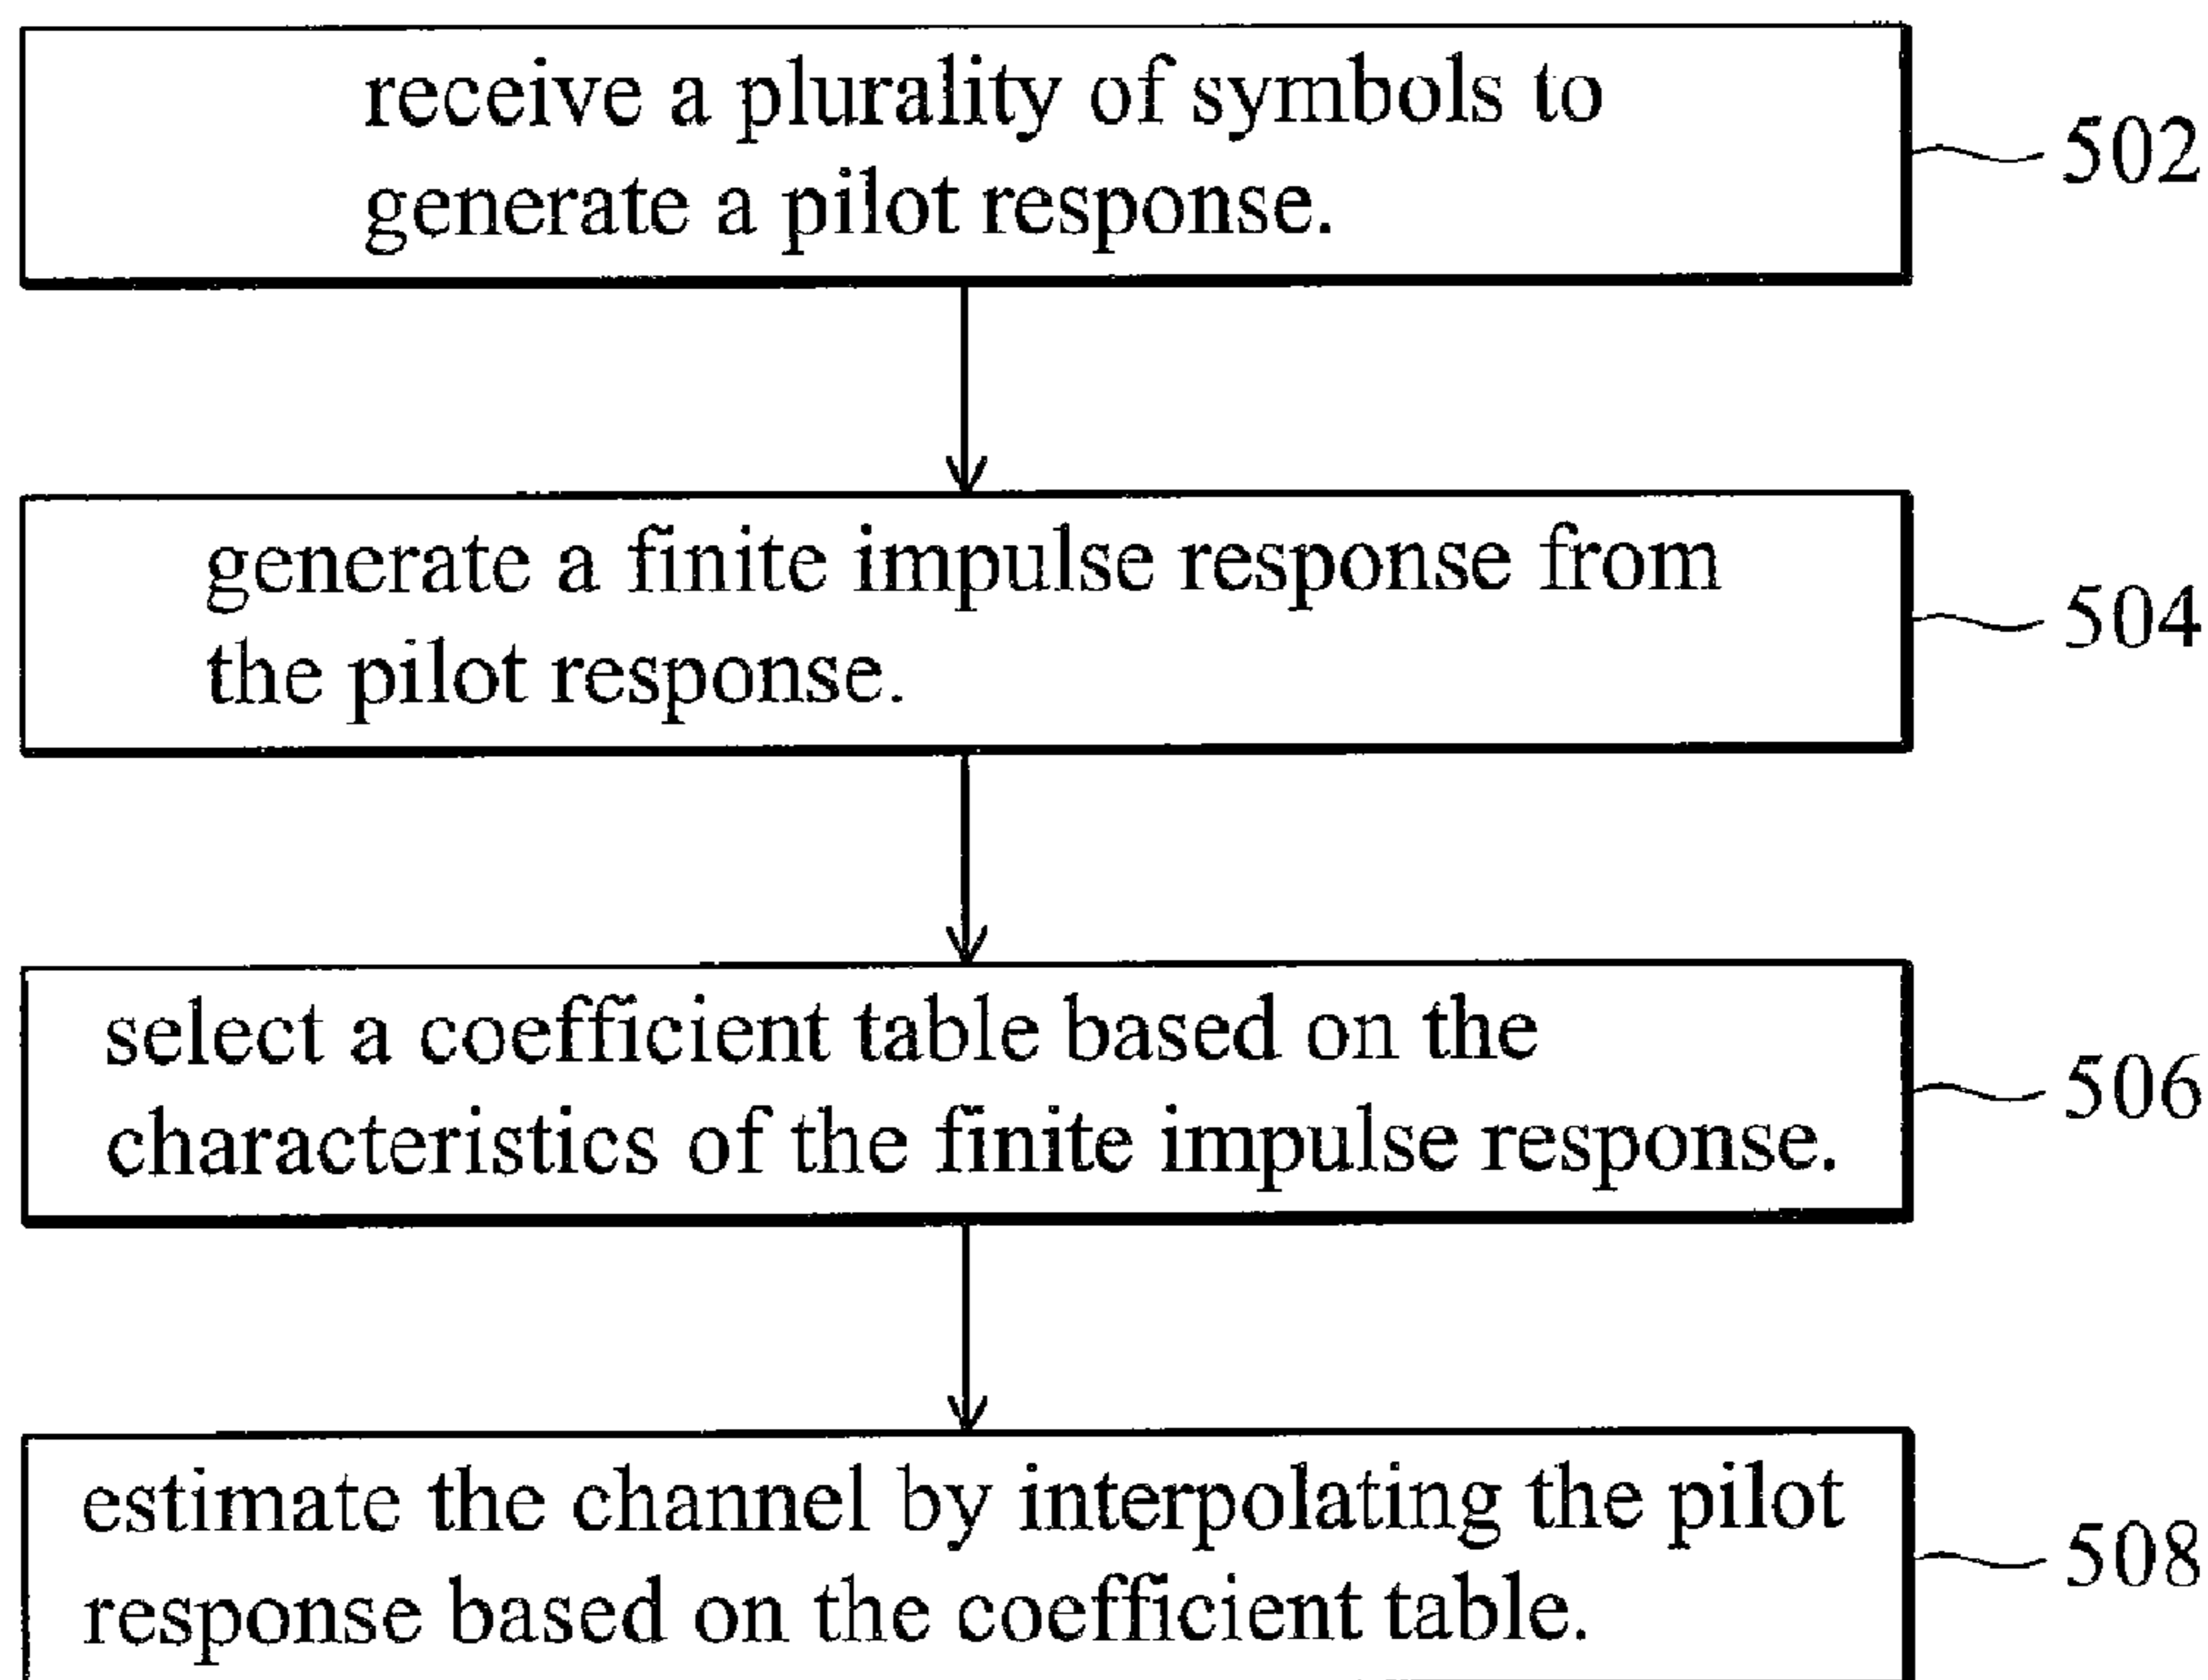 receive a plurality of symbols to
generate a pilot response.
502
generate a finite impulse response from
the pilot response.
504
select a coefficient table based on the
characteristics of the finite impulse response.
506
estimate the channel by interpolating the pilot
response based on the coefficient table.
508